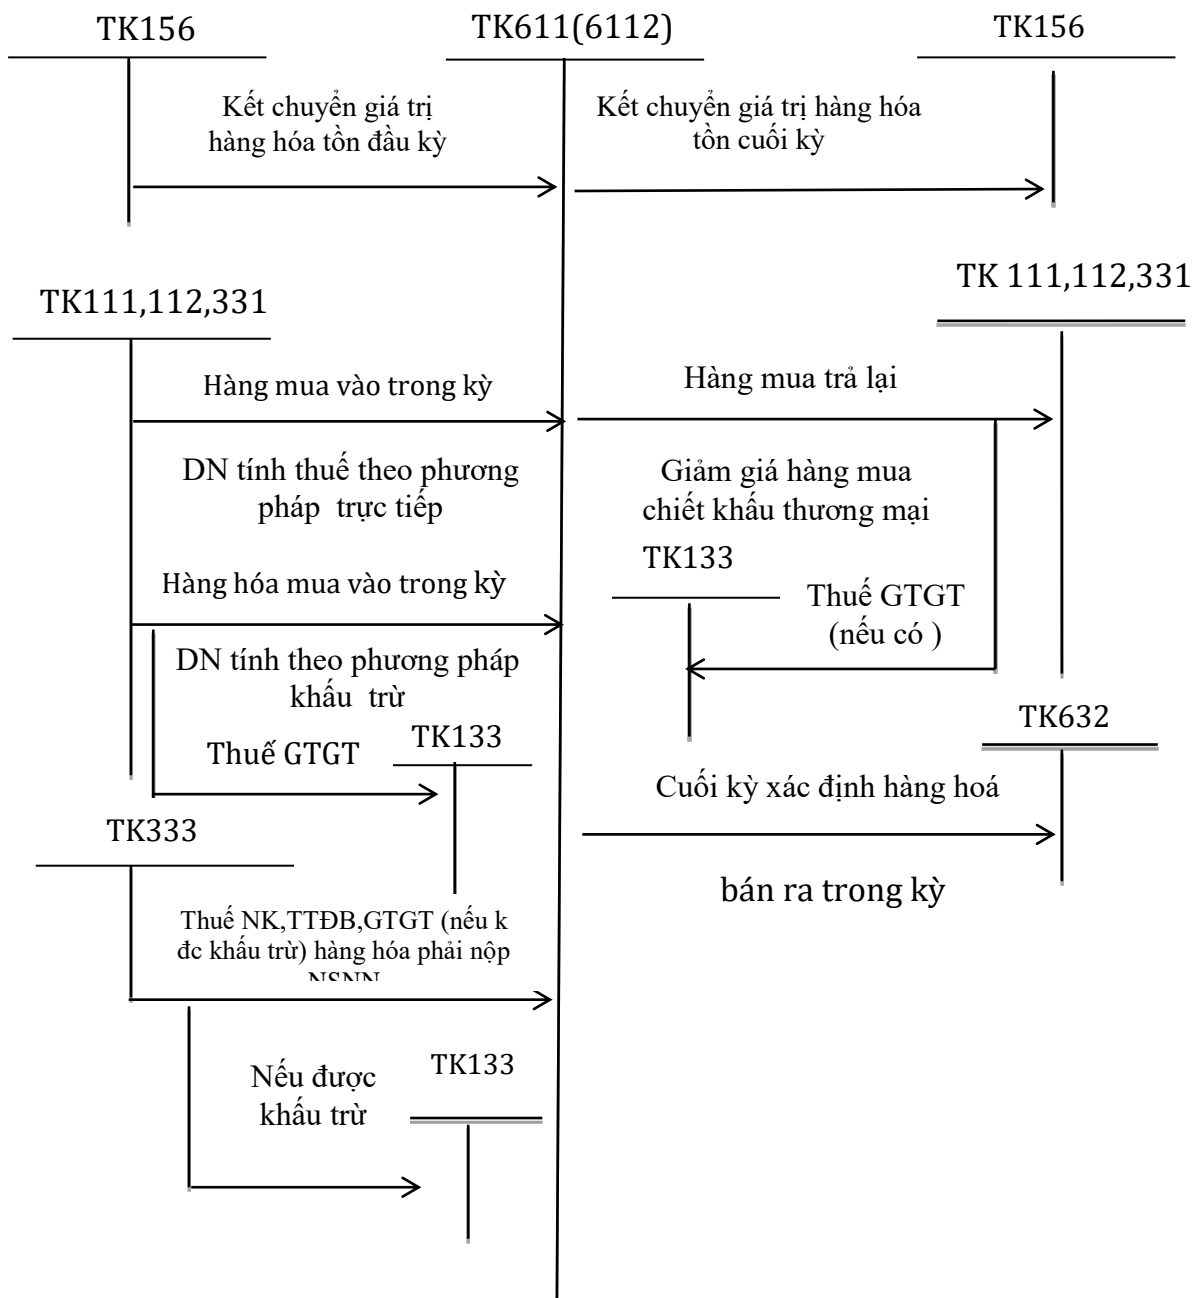 TK156
TK611(6112)
TK156
Kết chuyển giá trị
hàng hóa tồn đầu kỳ
Kết chuyển giá trị hàng hóa
tồn cuối kỳ
TK111,112,331
TK 111,112,331
Hàng mua vào trong kỳ
Hàng mua trả lại
DN tính thuế theo phương
pháp trực tiếp
Giảm giá hàng mua
chiết khấu thương mại
TK133
Hàng hóa mua vào trong kỳ
Thuế GTGT
(nếu có )
DN tính theo phương pháp
khấu trừ
TK632
Thuế GTGT
TK133
Cuối kỳ xác định hàng hoá
bán ra trong kỳ
TK333
Thuế NK,TTĐB,GTGT (nếu k
đc khấu trừ) hàng hóa phải nộp
NSNN
Nếu được
khấu trừ
TK133